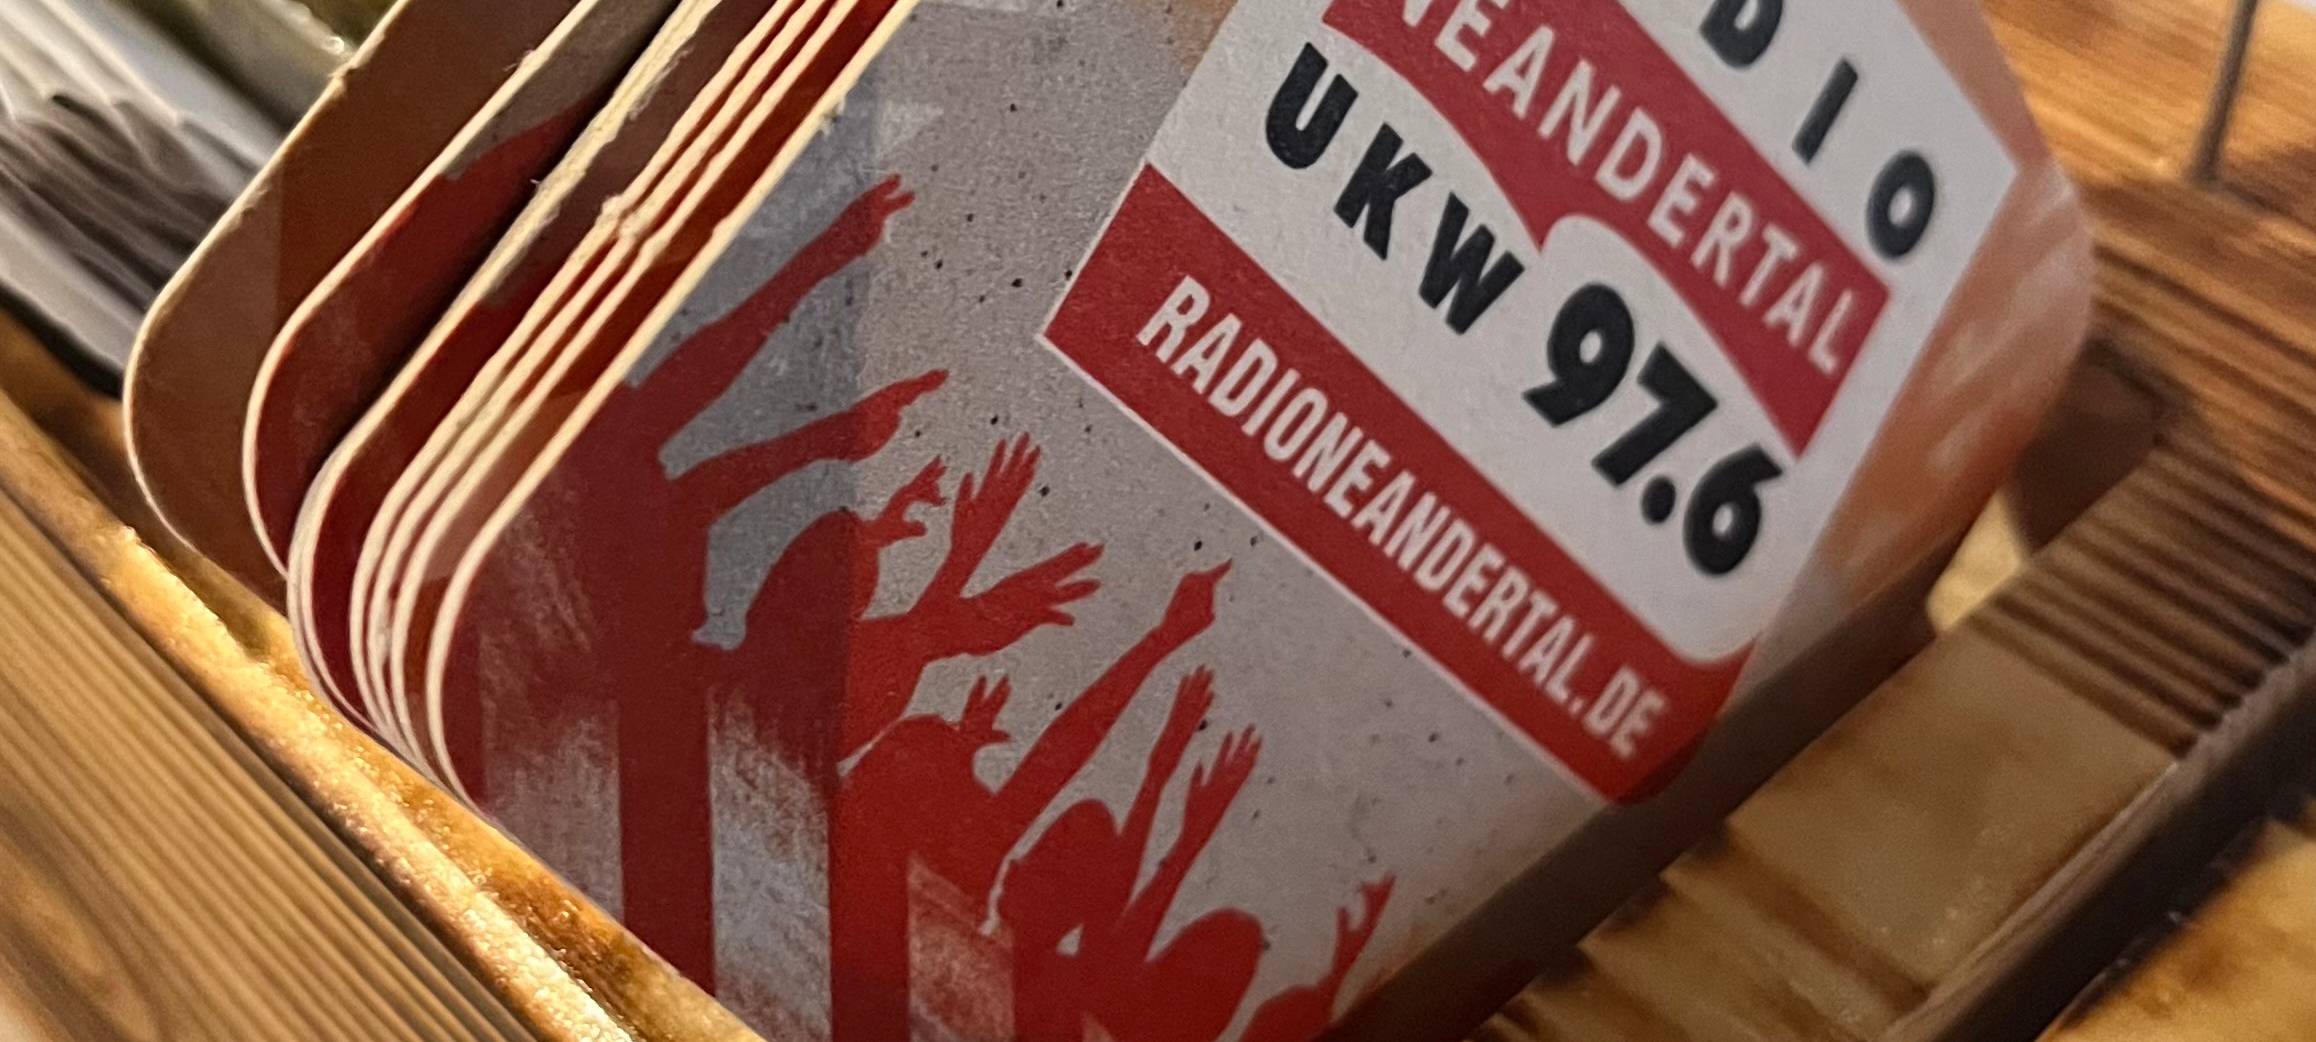 DIO
NEANDERTAL
UKW 97.6
RADIONEANDERTAL.DE